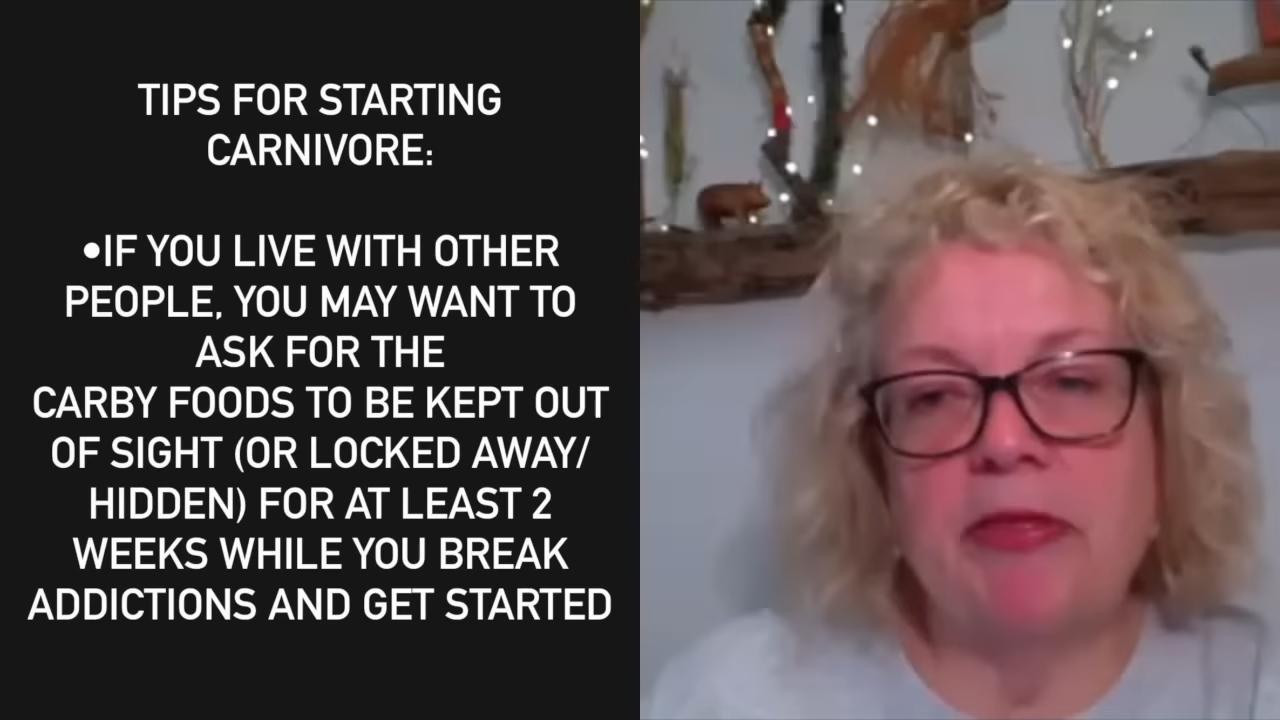 TIPS FOR STARTING
CARNIVORE:
•IF YOU LIVE WITH OTHER
PEOPLE, YOU MAY WANT TO
ASK FOR THE
CARBY FOODS TO BE KEPT OUT
OF SIGHT (OR LOCKED AWAY/
HIDDEN) FOR AT LEAST 2
WEEKS WHILE YOU BREAK
ADDICTIONS AND GET STARTED